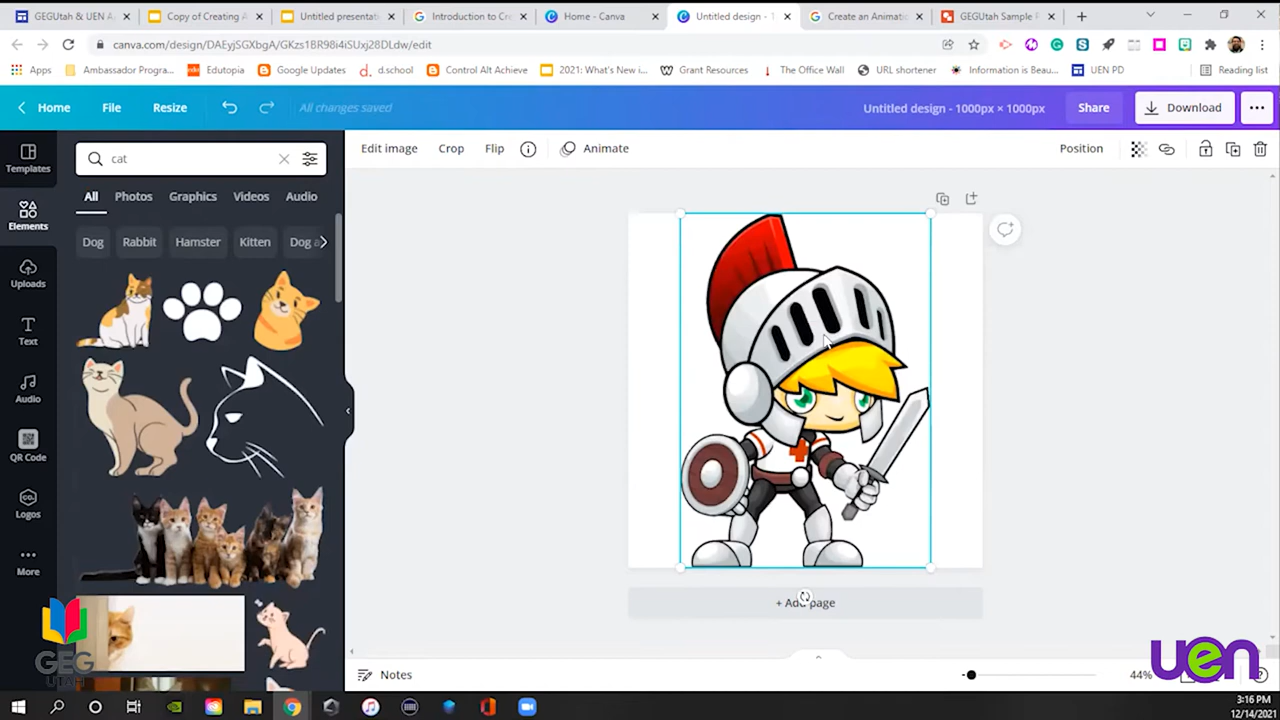 GEGUtah & UEN
Copy of Creating
Untitled presenta
Introduction to Cr
Home - Canva
Untitled design - 1
Create an Animatio
GEGUtah Sample
canva.com/design/DAEyjSGXbgA/GKzs1BR98i4iSUxj28DLdw/edit
Apps
Ambassador Progra...
Edutopia
Google Updates
d.school
Control Alt Achieve
2021: What's New i...
Grant Resources
The Office Wall
URL shortener
Information is Beau...
UEN PD
Reading list
Home
File
Resize
All changes saved
Untitled design - 1000px × 1000px
Share
Download
Templates
Elements
Uploads
Text
Audio
QR Code
Logos
More
cat
All
Photos
Graphics
Videos
Audio
Dog
Rabbit
Hamster
Kitten
Dog
Edit image
Crop
Flip
Animate
Position
+ Add page
GEG
UTAH
Notes
uen
44%
3:16 PM
12/14/2021